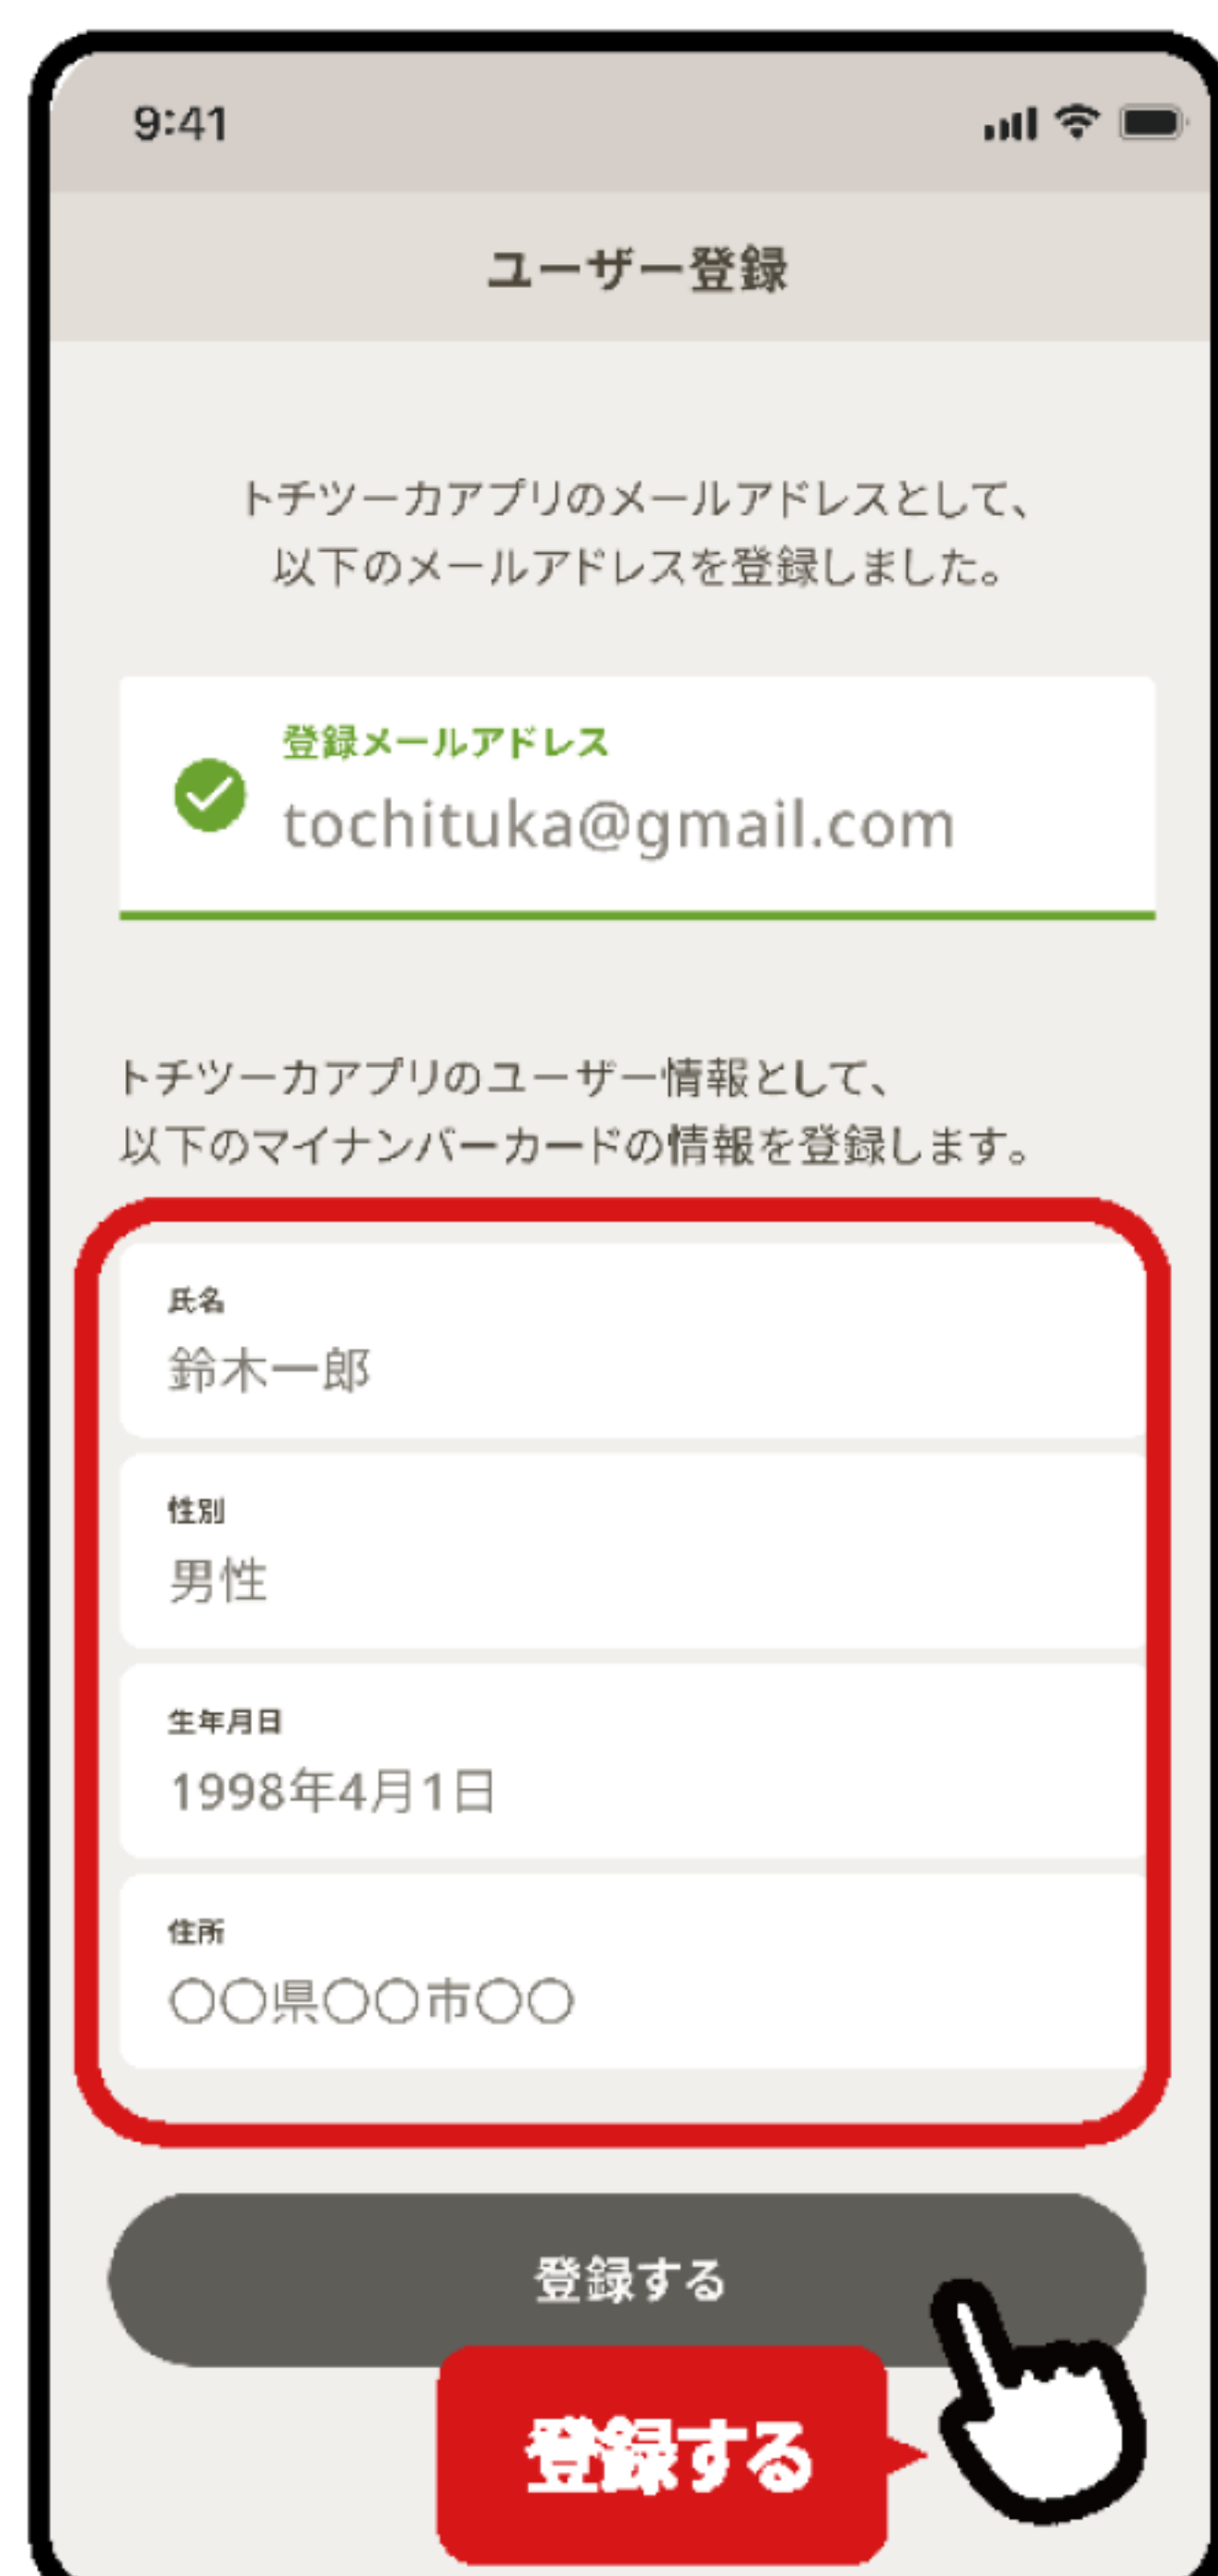 9:41
ユーザー登録
トチツーカアプリのメールアドレスとして、
以下のメールアドレスを登録しました。
登録メールアドレス
tochituka@gmail.com
トチツーカアプリのユーザー情報として、
以下のマイナンバーカードの情報を登録します。
氏名
鈴木一郎
性別
男性
生年月日
1998年4月1日
住所
〇〇県〇〇市〇〇
登録する
登録する